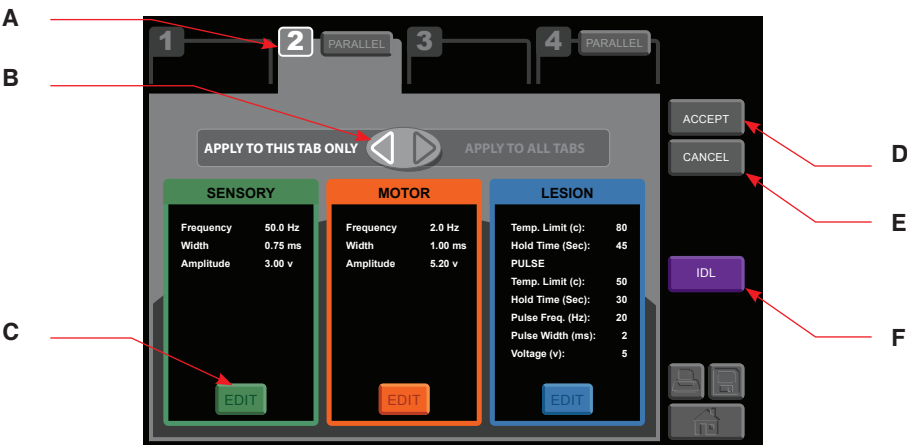 A
B
C
1
2 PARALLEL
3
4 PARALLEL
APPLY TO THIS TAB ONLY APPLY TO ALL TABS
SENSORY
Frequency 50.0 Hz
Width 0.75 ms
Amplitude 3.00 v
EDIT
MOTOR
Frequency 2.0 Hz
Width 1.00 ms
Amplitude 5.20 v
EDIT
LESION
Temp. Limit (c): 80
Hold Time (Sec): 45
PULSE
Temp. Limit (c): 50
Hold Time (Sec): 30
Pulse Freq. (Hz): 20
Pulse Width (ms): 2
Voltage (v): 5
EDIT
ACCEPT
CANCEL
IDL
D
E
F